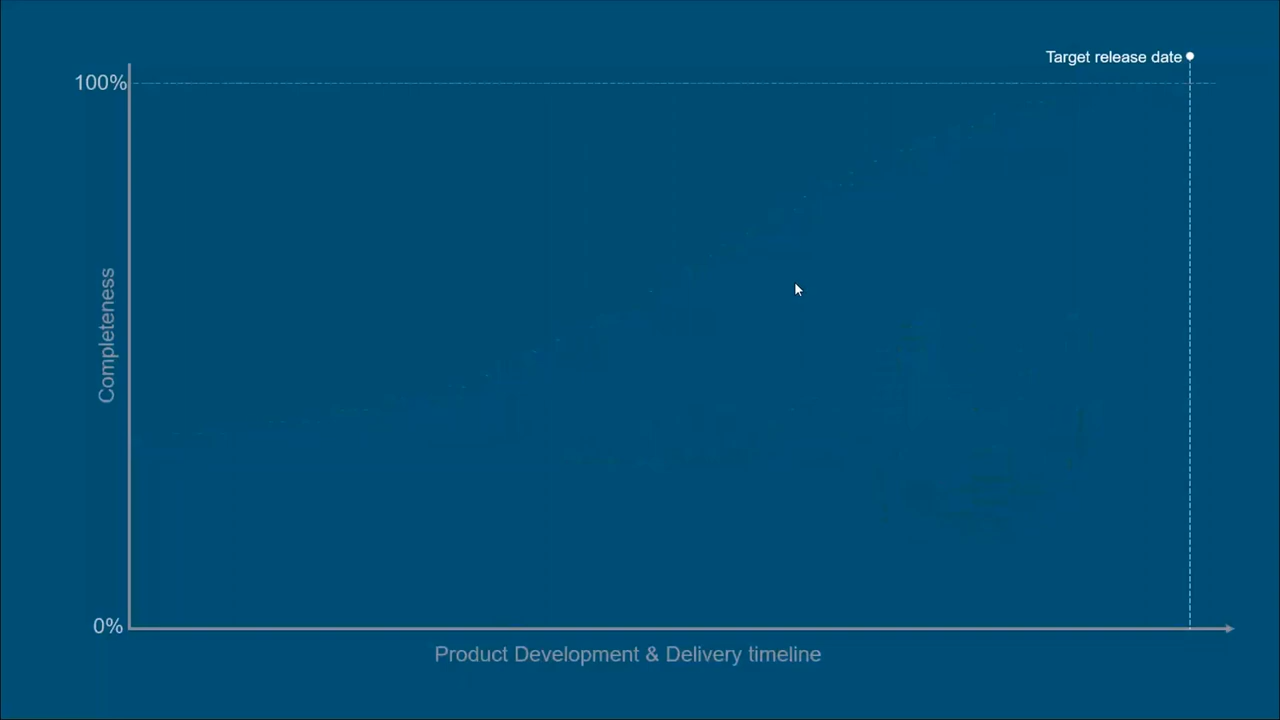 Target release date
100%
Completeness
0%
Product Development & Delivery timeline